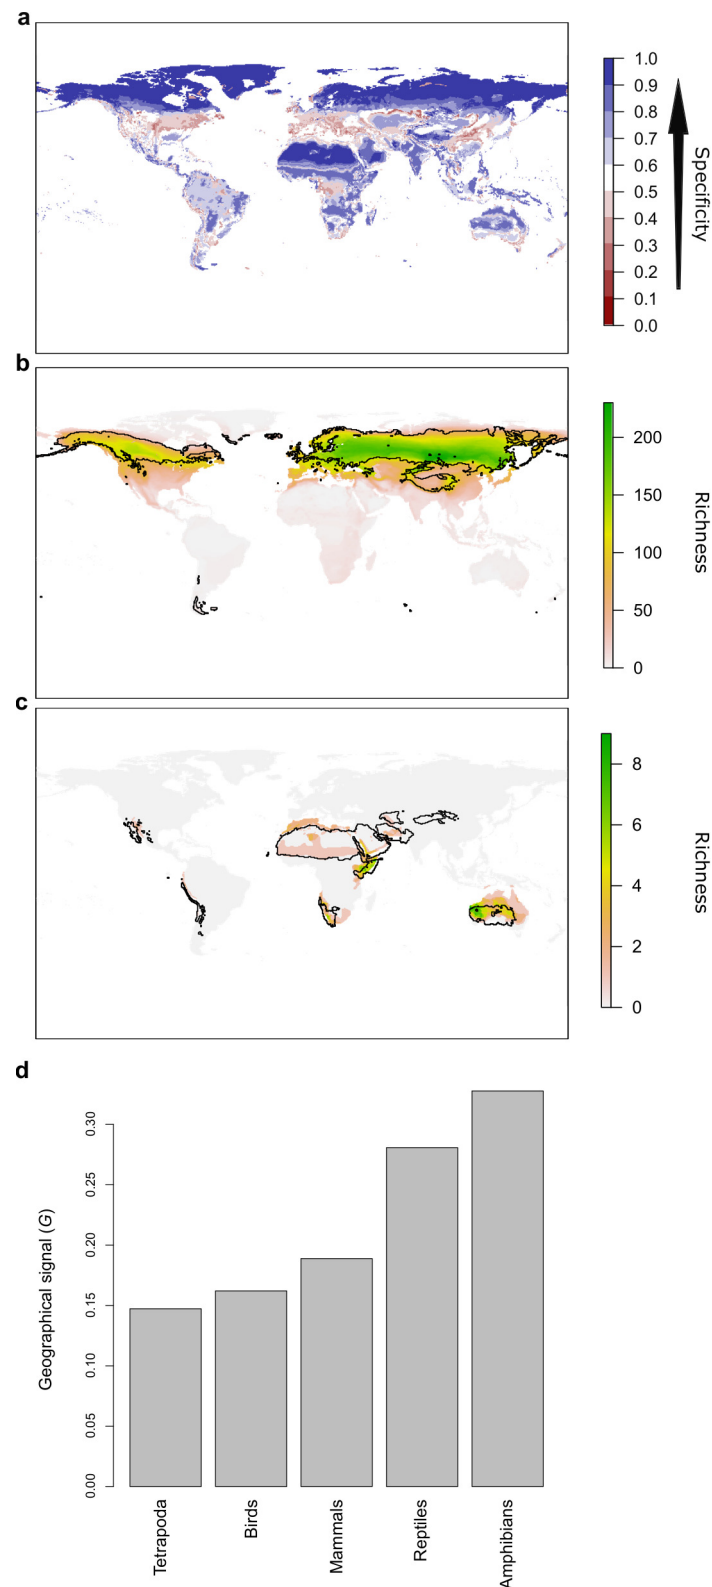 a
1.0
0.9
0.8
0.7
0.6
0.5
0.4
0.3
0.2
0.1
0.0
Specificity
b
200
150
100
50
0
Richness
c
8
6
4
2
0
Richness
d
0.30
0.25
0.20
0.15
0.10
0.05
0.00
Geographical signal (G)
Tetrapoda
Birds
Mammals
Reptiles
Amphibians